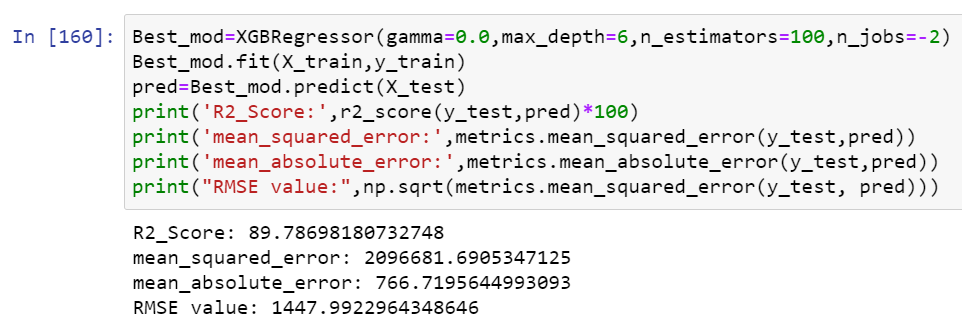 In [160]: Best_mod=XGBRegressor(gamma=0.0,max_depth=6,n_estimators=100,n_jobs=-2)
Best_mod.fit(X_train,y_train)
pred=Best_mod.predict(X_test)
print('R2_Score:',r2_score(y_test,pred)*100)
print('mean_squared_error:',metrics.mean_squared_error(y_test,pred))
print('mean_absolute_error:',metrics.mean_absolute_error(y_test,pred))
print("RMSE value:",np.sqrt(metrics.mean_squared_error(y_test, pred)))
R2_Score: 89.78698180732748
mean_squared_error: 2096681.6905347125
mean_absolute_error: 766.7195644993093
RMSE value: 1447.9922964348646